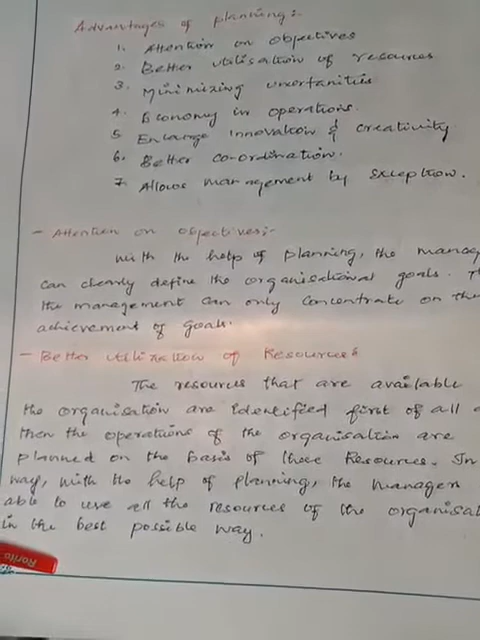 Advantages of planning:-
1. Attention on objectives
2. Better utilisation of resources
3. Minimizing uncertanities
4. Economy in operations.
5. Enlarge innovation & creativity
6. Better co-ordination.
7. Allows management by exception.
- Attention on objectives:-
With the help of planning, the manag
can clearly define the organisational goals. T
the management can only concentrate on the
achievement of goals.
- Better utilization of Resources:
The resources that are available
the organisation are identified first of all a
then the operations of the organisation are
planned on the basis of these Resources. In
way, with the help of planning, the managem
able to use all the resources of the organisat
in the best possible way.
Rorito